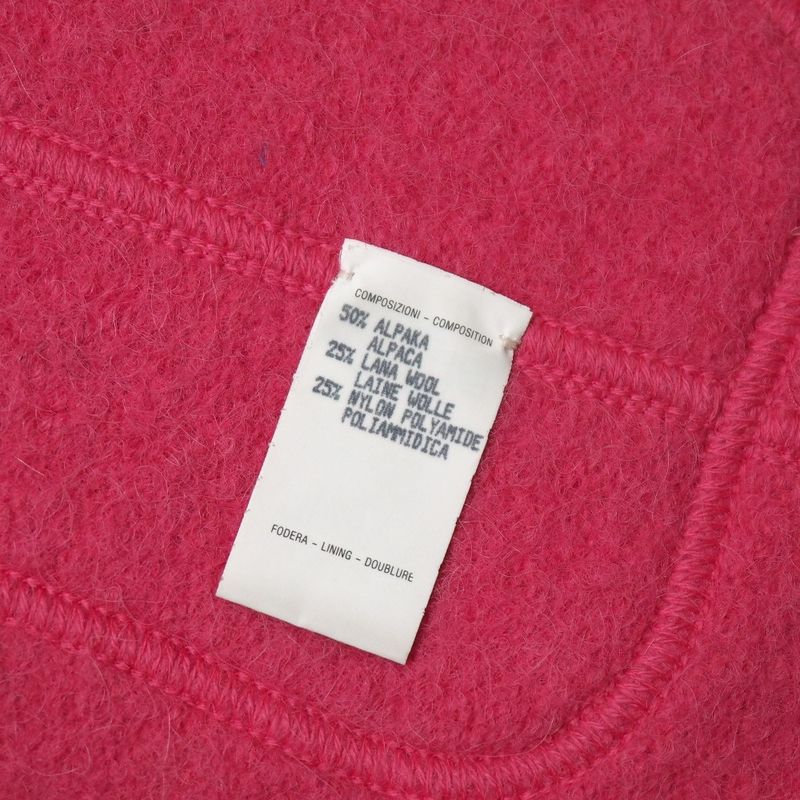 COMPOSIZIONI - COMPOSITION
50% ALPAKA
ALPACA
25% LANA WOOL
LAINE WOLLE
25% NYLON POLYAMIDE
POLIAMMIDICA
FODERA - LINING - DOUBLURE